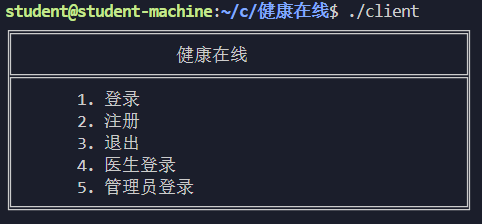 student@student-machine:~/c/健康在线$ ./client
健康在线
1. 登录
2. 注册
3. 退出
4. 医生登录
5. 管理员登录